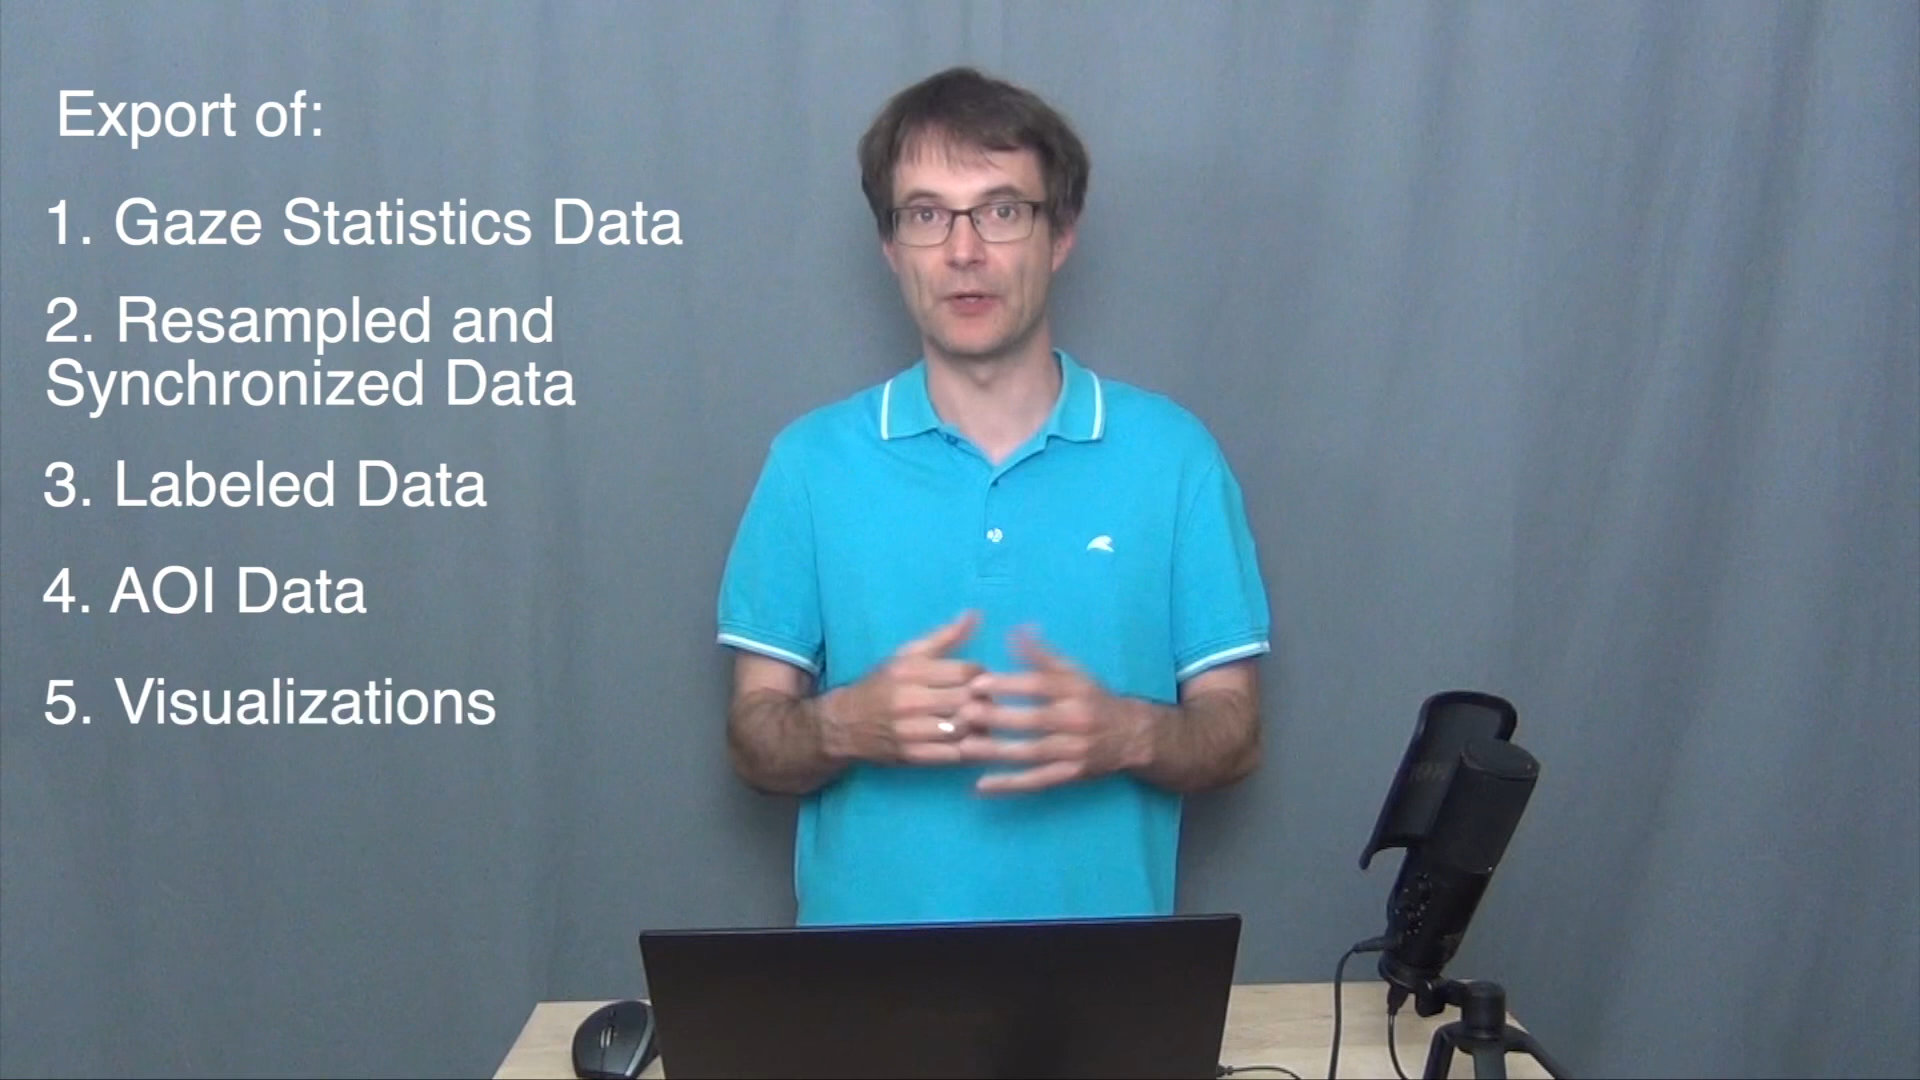 Export of:
1. Gaze Statistics Data
2. Resampled and
Synchronized Data
3. Labeled Data
4. AOI Data
5. Visualizations